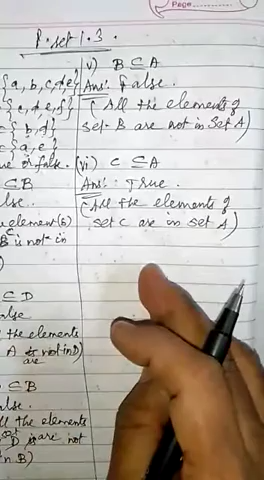 Page
P. set 1.3
{a, b, c, d, e}
{c, d, e, f}
{b, d}
{a, e}
or false.
⊆ B
lse.
element (s)
B is not in
⊆ D
alse
the elements
A are not in D)
⊆ B
alse.
ll the elements
D are not
in B)
v) B ⊆ A
Ans: False.
(All the elements of
set B are not in Set A)
vi) C ⊆ A
Ans: True.
(All the elements of
set C are in set A)